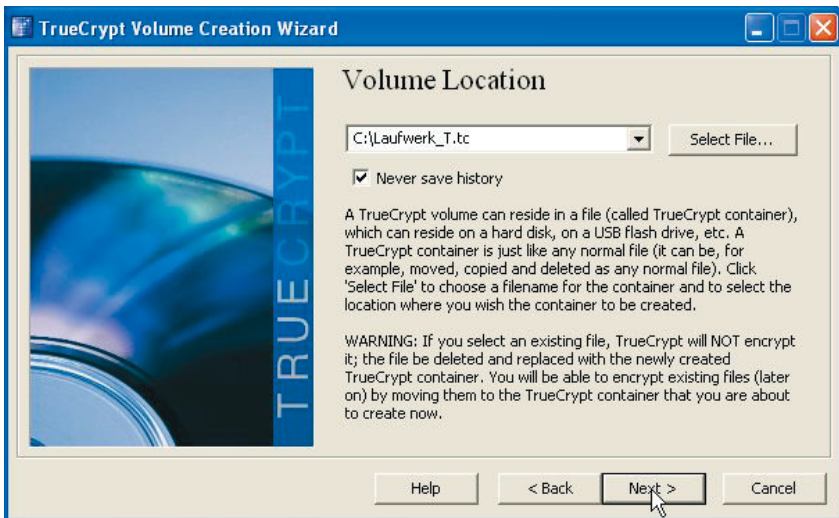 TrueCrypt Volume Creation Wizard
TRUECRYPT
Volume Location
C:\Laufwerk_T.tc
Select File...
Never save history
A TrueCrypt volume can reside in a file (called TrueCrypt container),
which can reside on a hard disk, on a USB flash drive, etc. A
TrueCrypt container is just like any normal file (it can be, for
example, moved, copied and deleted as any normal file). Click
'Select File' to choose a filename for the container and to select the
location where you wish the container to be created.
WARNING: If you select an existing file, TrueCrypt will NOT encrypt
it; the file be deleted and replaced with the newly created
TrueCrypt container. You will be able to encrypt existing files (later
on) by moving them to the TrueCrypt container that you are about
to create now.
Help
< Back
Next >
Cancel